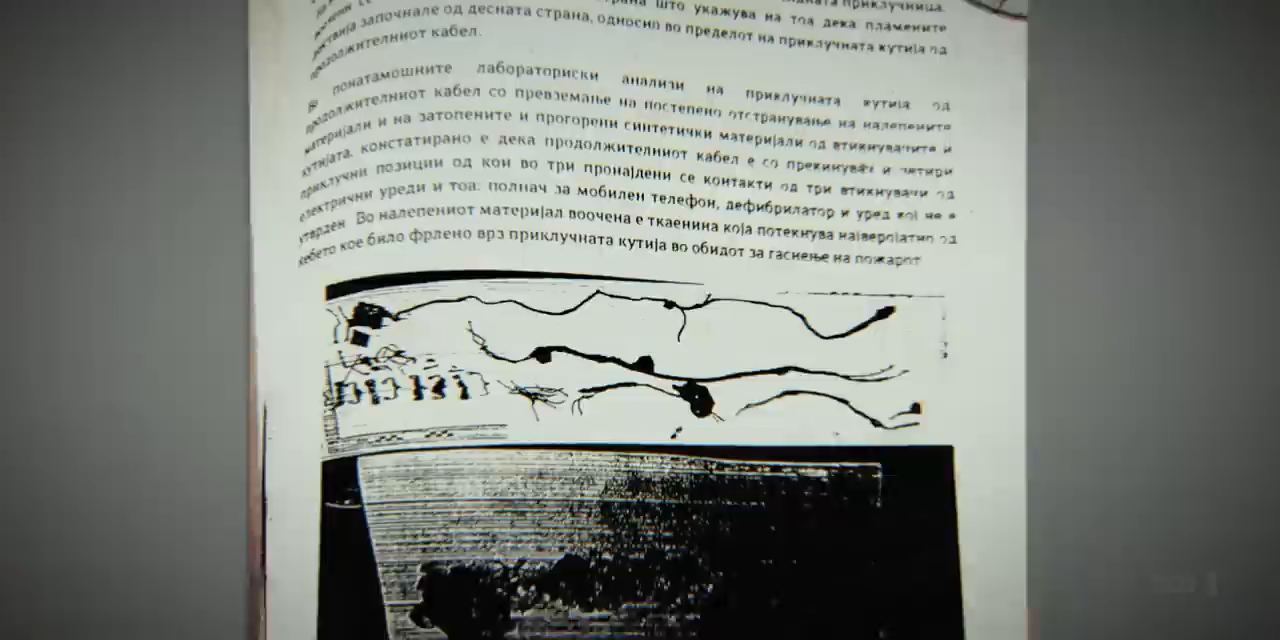 што укажува на тоа дека пламените
започнале од десната страна, односно во пределот на приклучната кутија од
продолжителниот кабел.
Во понатамошните лабораториски анализи на приклучната кутија од
продолжителниот кабел со превземање на постепено отстранување на налепените
материјали и на затопените и прогорени синтетички материјали од втикнувачите и
кутијата, констатирано е дека продолжителниот кабел е со прекинувач и четири
приклучни позиции од кои во три пронајдени се контакти од три втикнувачи од
електрични уреди и тоа: полнач за мобилен телефон, дефибрилатор и уред кој не е
утврден. Во налепениот материјал воочена е ткаенина која потекнува најверојатно од
ќебето кое било фрлено врз приклучната кутија во обидот за гаснење на пожарот